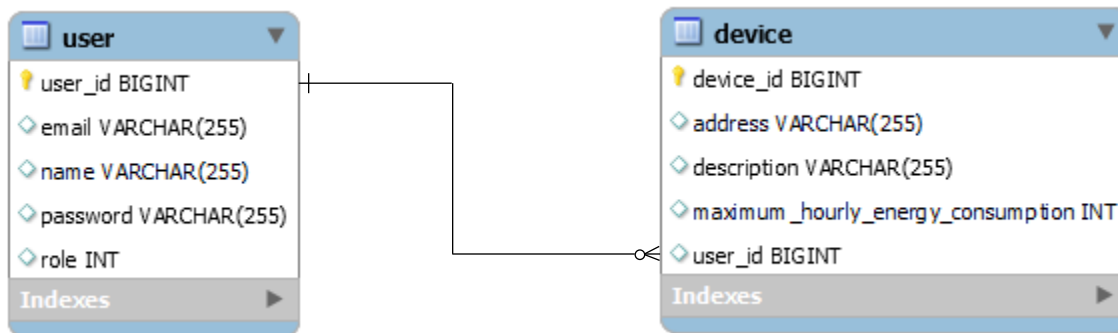 user
user_id BIGINT
email VARCHAR(255)
name VARCHAR(255)
password VARCHAR(255)
role INT
Indexes
device
device_id BIGINT
address VARCHAR(255)
description VARCHAR(255)
maximum _hourly_energy_consumption INT
user_id BIGINT
Indexes